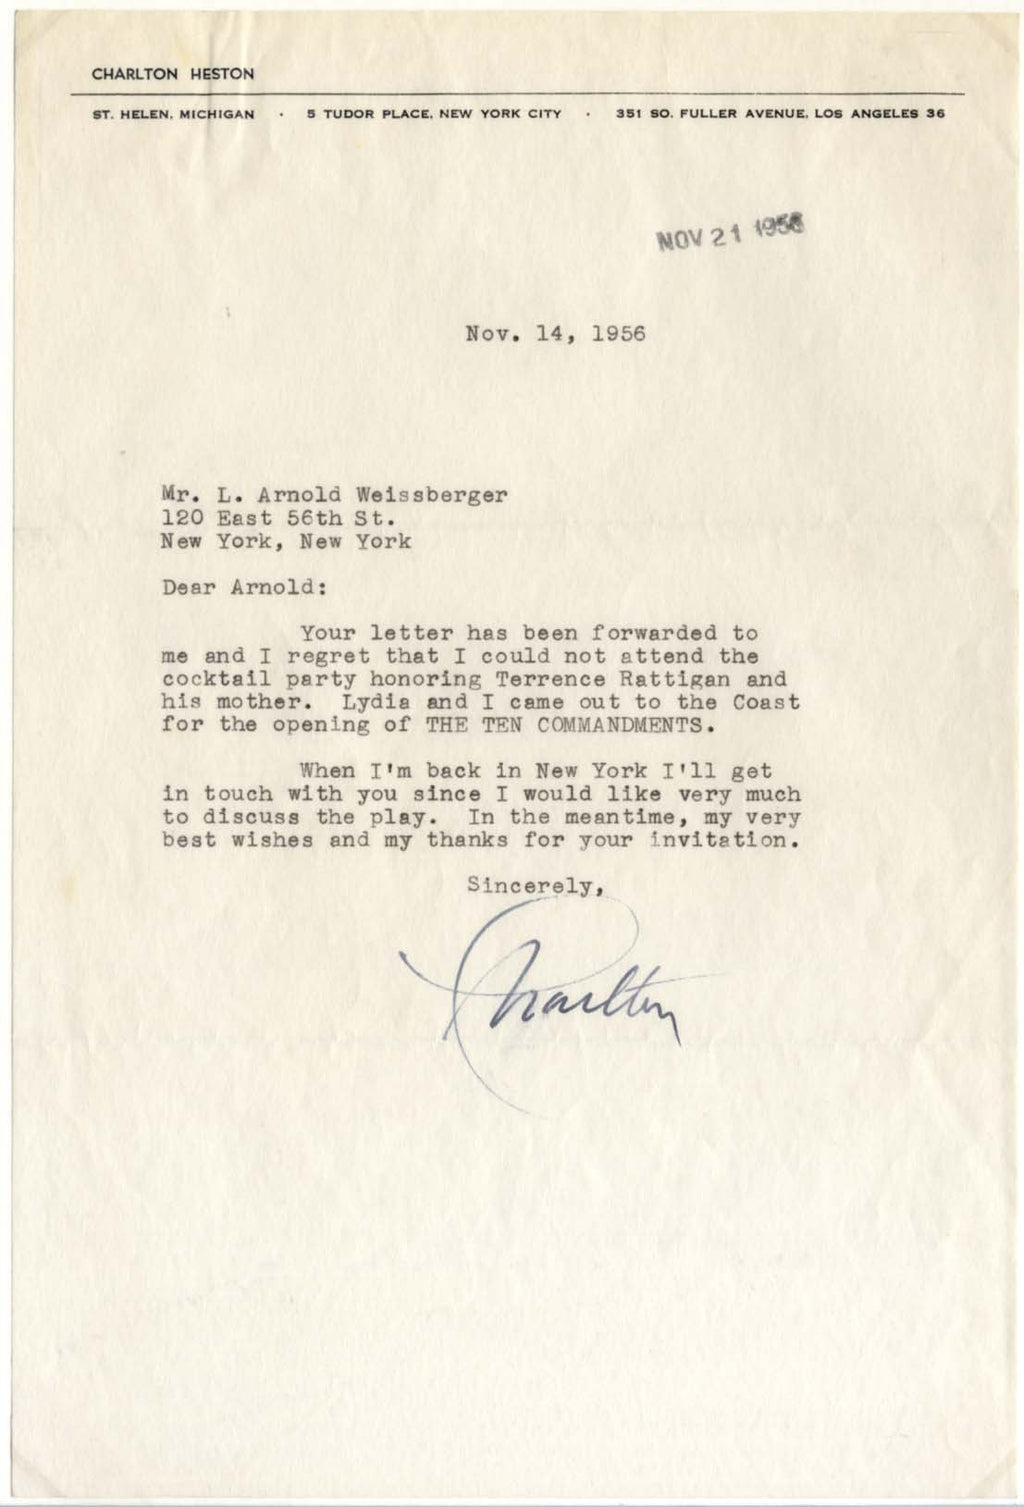 CHARLTON HESTON
ST. HELEN, MICHIGAN · 5 TUDOR PLACE, NEW YORK CITY · 351 SO. FULLER AVENUE, LOS ANGELES 36
NOV 21 1956
Nov. 14, 1956
Mr. L. Arnold Weissberger
120 East 56th St.
New York, New York
Dear Arnold:
Your letter has been forwarded to
me and I regret that I could not attend the
cocktail party honoring Terrence Rattigan and
his mother. Lydia and I came out to the Coast
for the opening of THE TEN COMMANDMENTS.
When I'm back in New York I'll get
in touch with you since I would like very much
to discuss the play. In the meantime, my very
best wishes and my thanks for your invitation.
Sincerely,
Charlton